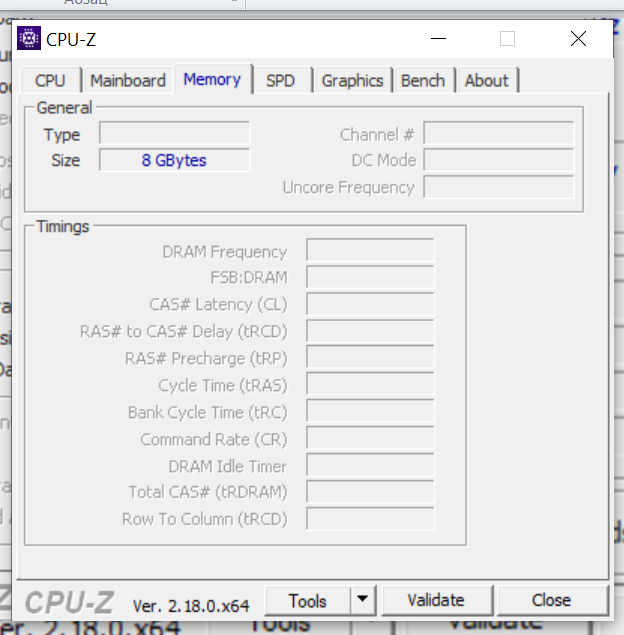 Абзац
CPU-Z
CPU Mainboard Memory SPD Graphics Bench About
General
Type Channel #
Size 8 GBytes DC Mode
Uncore Frequency
Timings
DRAM Frequency
FSB:DRAM
CAS# Latency (CL)
RAS# to CAS# Delay (tRCD)
RAS# Precharge (tRP)
Cycle Time (tRAS)
Bank Cycle Time (tRC)
Command Rate (CR)
DRAM Idle Timer
Total CAS# (tRDRAM)
Row To Column (tRCD)
CPU-Z Ver. 2.18.0.x64 Tools Validate Close